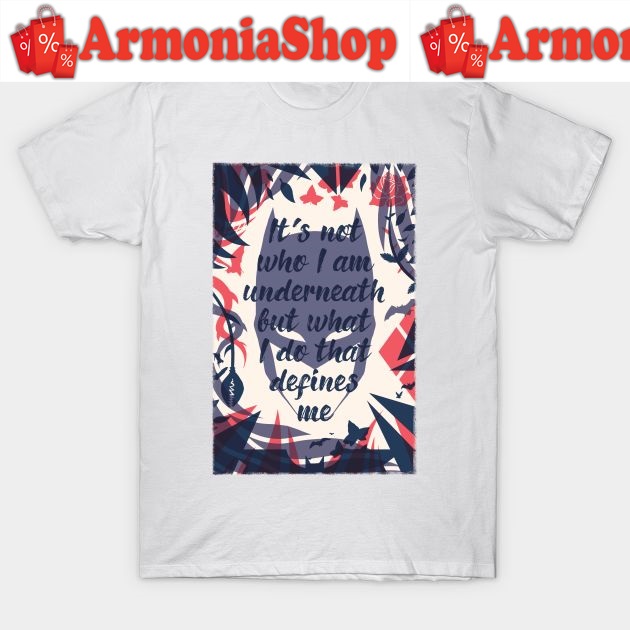 % % % ArmoniaShop % % % Armon
It's not
who I am
underneath
but what
I do that
defines
me